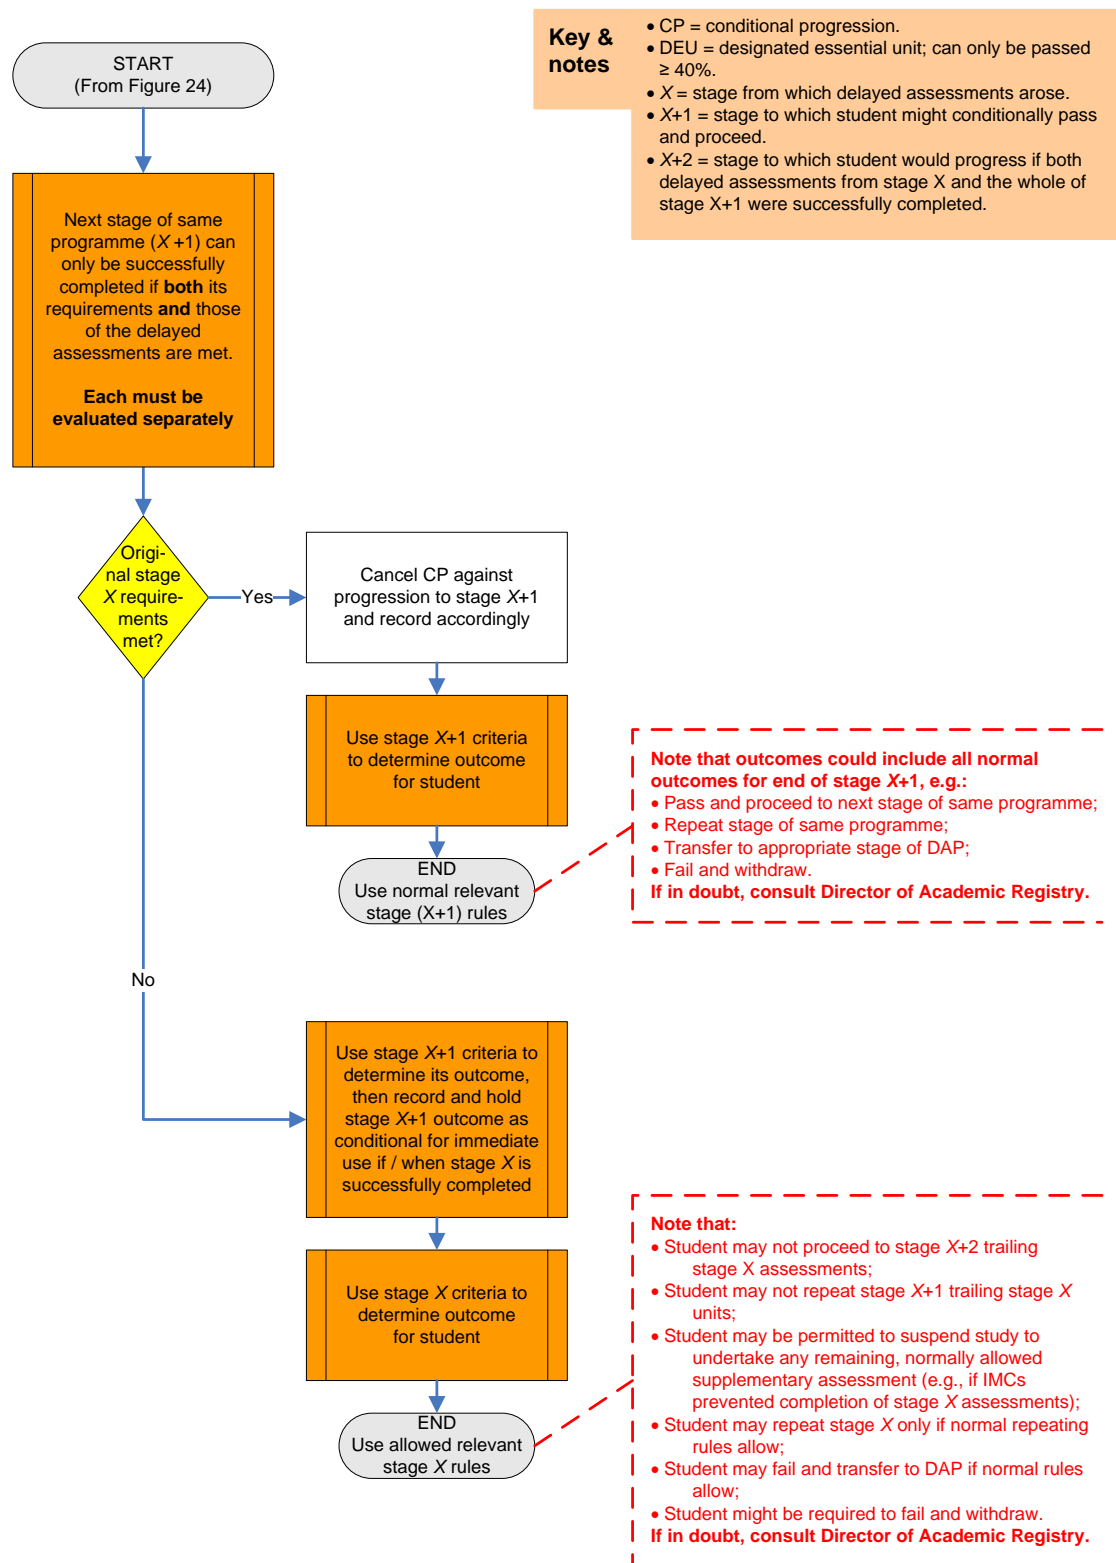 START
(From Figure 24)
Key &
notes
• CP = conditional progression.
• DEU = designated essential unit; can only be passed
≥ 40%.
• X = stage from which delayed assessments arose.
• X+1 = stage to which student might conditionally pass
and proceed.
• X+2 = stage to which student would progress if both
delayed assessments from stage X and the whole of
stage X+1 were successfully completed.
Next stage of same
programme (X +1) can
only be successfully
completed if both its
requirements and those
of the delayed
assessments are met.
Each must be
evaluated separately
Origi-
nal stage
X require-
ments
met?
Yes
Cancel CP against
progression to stage X+1
and record accordingly
Use stage X+1 criteria
to determine outcome
for student
END
Use normal relevant
stage (X+1) rules
Note that outcomes could include all normal
outcomes for end of stage X+1, e.g.:
• Pass and proceed to next stage of same programme;
• Repeat stage of same programme;
• Transfer to appropriate stage of DAP;
• Fail and withdraw.
If in doubt, consult Director of Academic Registry.
No
Use stage X+1 criteria to
determine its outcome,
then record and hold
stage X+1 outcome as
conditional for immediate
use if / when stage X is
successfully completed
Use stage X criteria to
determine outcome
for student
END
Use allowed relevant
stage X rules
Note that:
• Student may not proceed to stage X+2 trailing
stage X assessments;
• Student may not repeat stage X+1 trailing stage X
units;
• Student may be permitted to suspend study to
undertake any remaining, normally allowed
supplementary assessment (e.g., if IMCs
prevented completion of stage X assessments);
• Student may repeat stage X only if normal repeating
rules allow;
• Student may fail and transfer to DAP if normal rules
allow;
• Student might be required to fail and withdraw.
If in doubt, consult Director of Academic Registry.